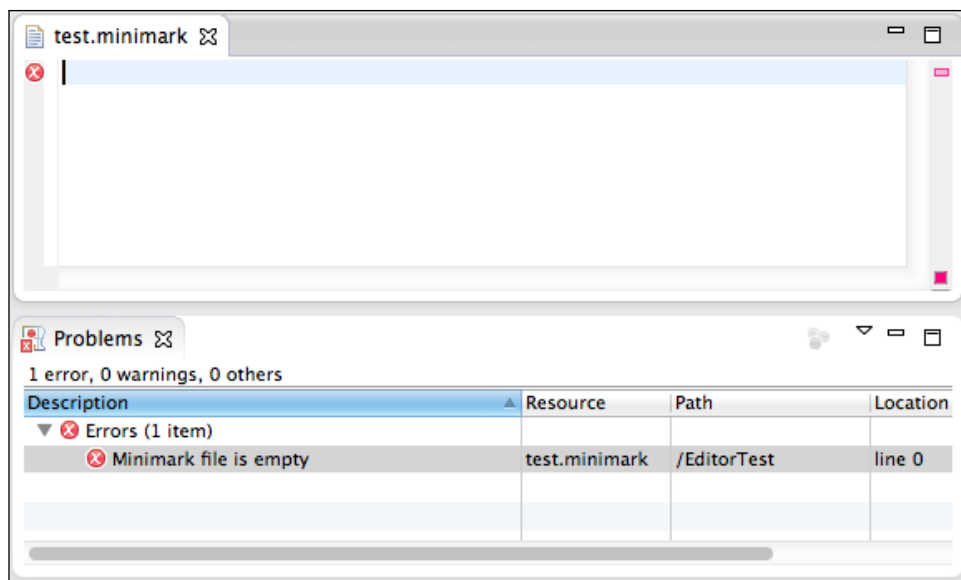 test.minimark
Problems
1 error, 0 warnings, 0 others
Description Resource Path Location
Errors (1 item)
Minimark file is empty test.minimark /EditorTest line 0